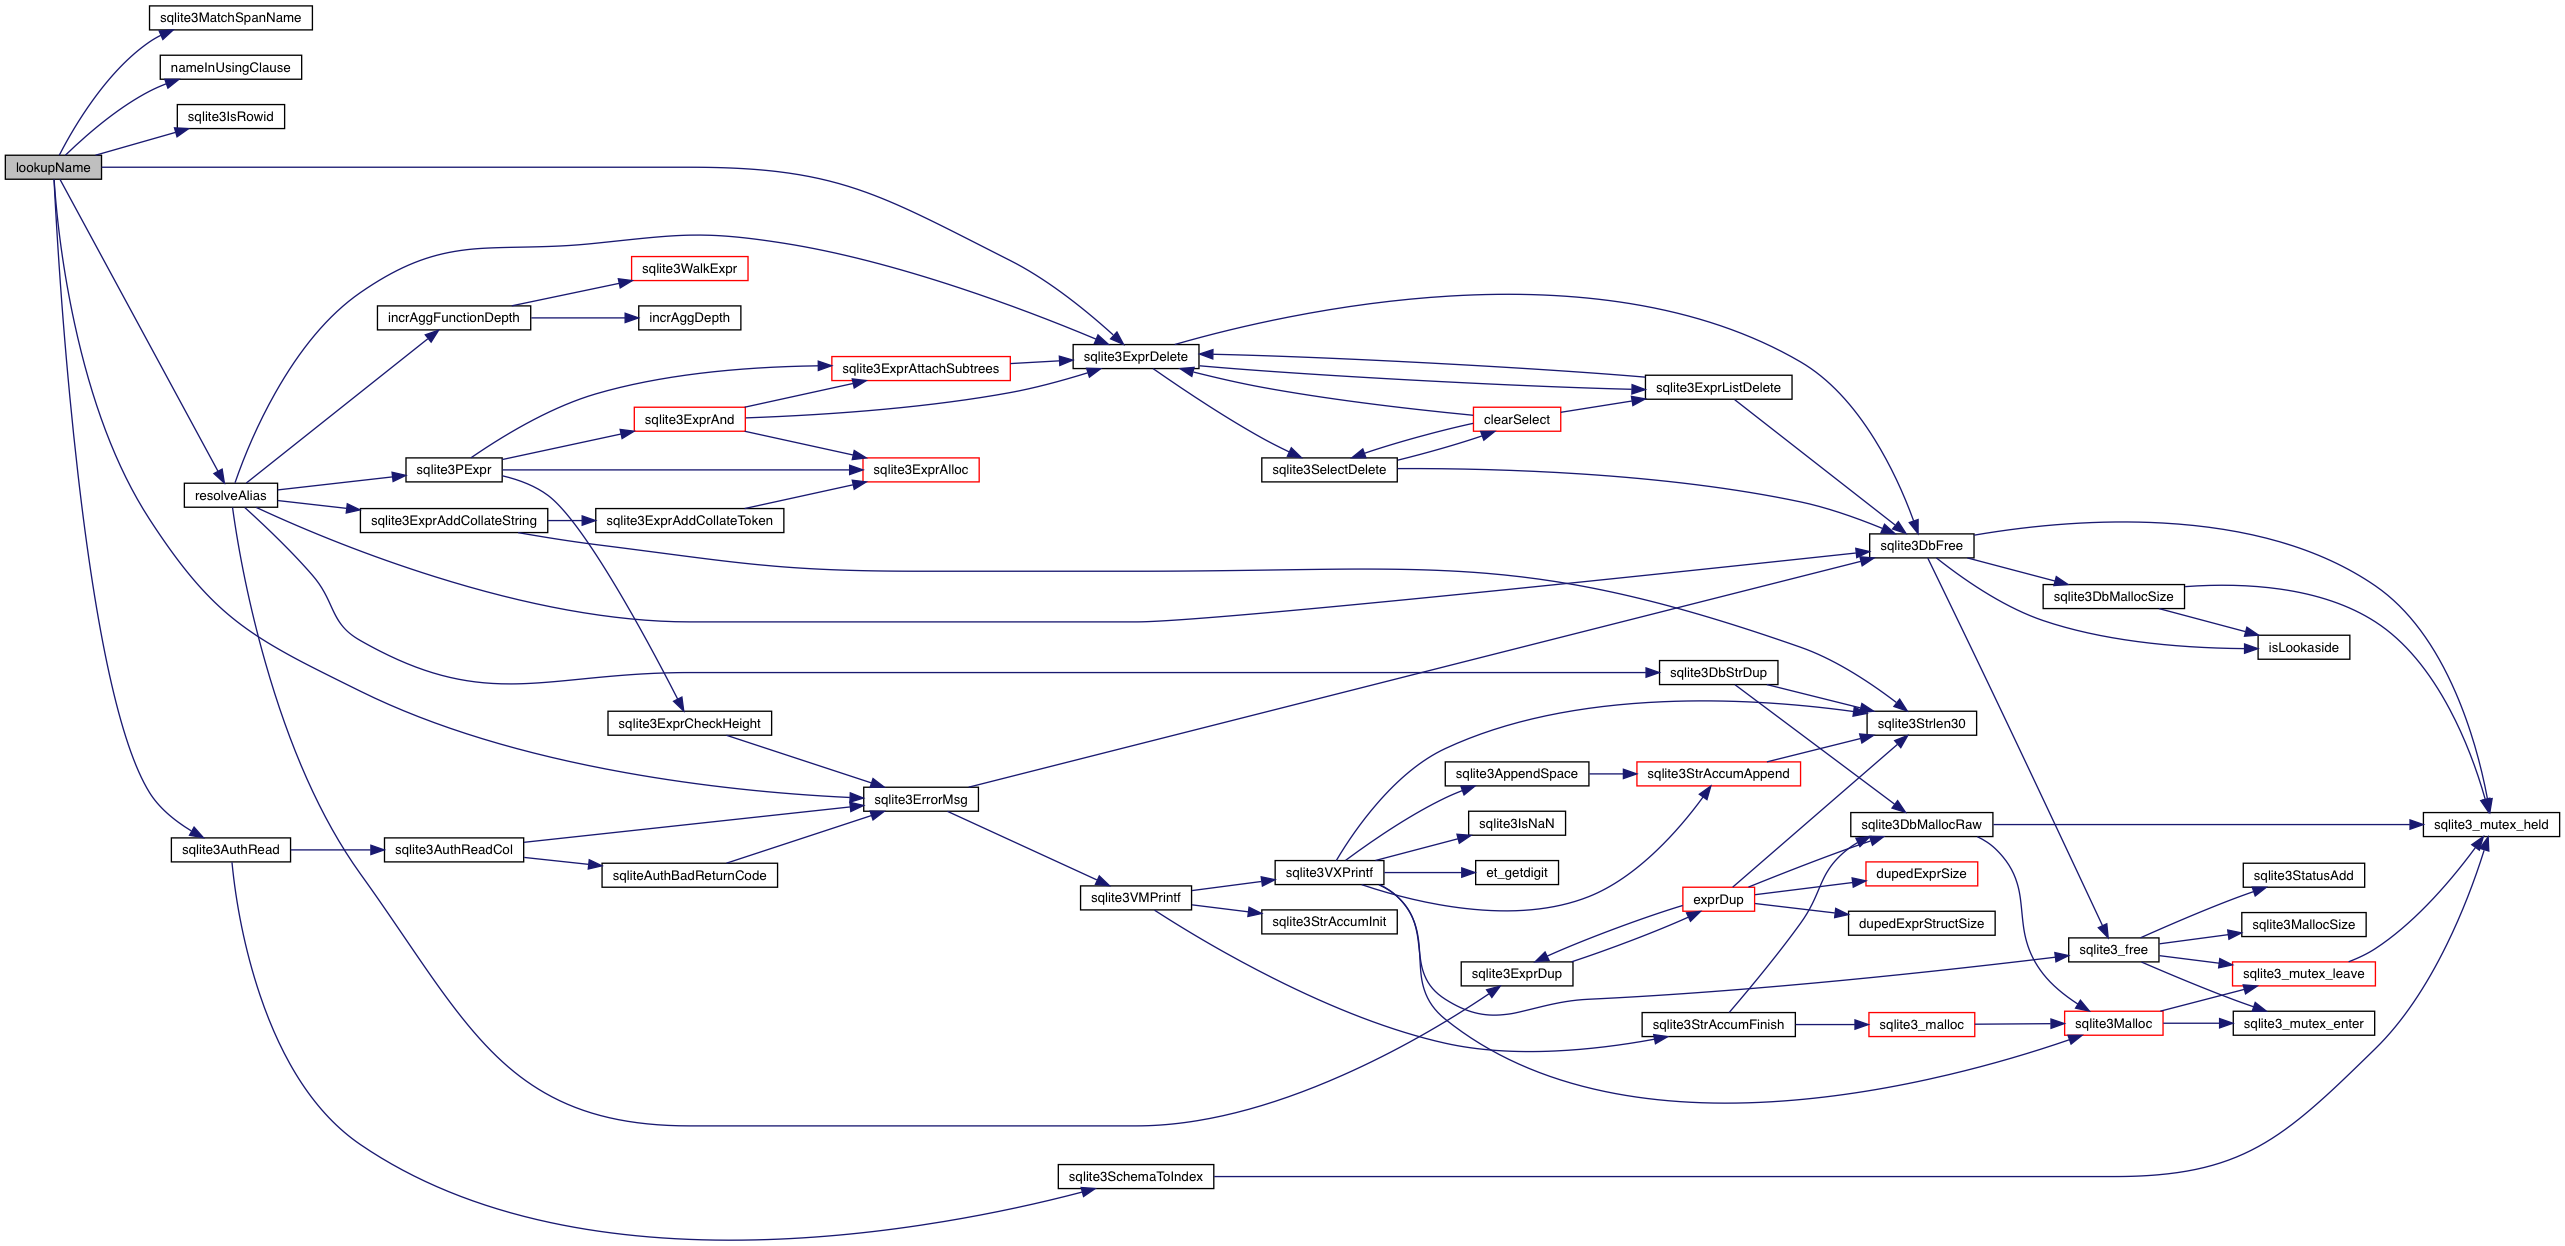 sqlite3MatchSpanName
nameInUsingClause
sqlite3IsRowid
lookupName
sqlite3WalkExpr
incrAggFunctionDepth
incrAggDepth
sqlite3ExprDelete
sqlite3ExprAttachSubtrees
sqlite3ExprListDelete
sqlite3ExprAnd
clearSelect
sqlite3PExpr
sqlite3ExprAlloc
sqlite3SelectDelete
resolveAlias
sqlite3ExprAddCollateString
sqlite3ExprAddCollateToken
sqlite3DbFree
sqlite3DbMallocSize
isLookaside
sqlite3DbStrDup
sqlite3ExprCheckHeight
sqlite3Strlen30
sqlite3AppendSpace
sqlite3StrAccumAppend
sqlite3ErrorMsg
sqlite3IsNaN
sqlite3DbMallocRaw
sqlite3_mutex_held
sqlite3AuthRead
sqlite3AuthReadCol
sqliteAuthBadReturnCode
sqlite3VXPrintf
et_getdigit
dupedExprSize
sqlite3StatusAdd
sqlite3VMPrintf
exprDup
sqlite3StrAccumInit
dupedExprStructSize
sqlite3MallocSize
sqlite3_free
sqlite3ExprDup
sqlite3_mutex_leave
sqlite3StrAccumFinish
sqlite3_malloc
sqlite3Malloc
sqlite3_mutex_enter
sqlite3SchemaToIndex